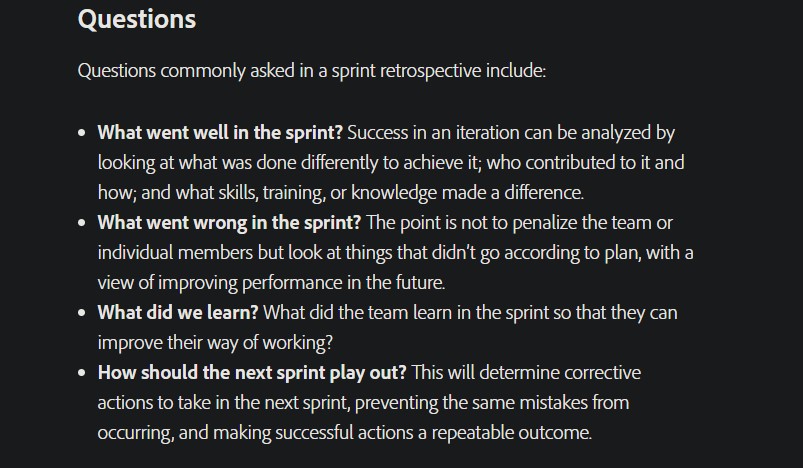 Questions
Questions commonly asked in a sprint retrospective include:
• What went well in the sprint? Success in an iteration can be analyzed by
looking at what was done differently to achieve it; who contributed to it and
how; and what skills, training, or knowledge made a difference.
• What went wrong in the sprint? The point is not to penalize the team or
individual members but look at things that didn't go according to plan, with a
view of improving performance in the future.
• What did we learn? What did the team learn in the sprint so that they can
improve their way of working?
• How should the next sprint play out? This will determine corrective
actions to take in the next sprint, preventing the same mistakes from
occurring, and making successful actions a repeatable outcome.